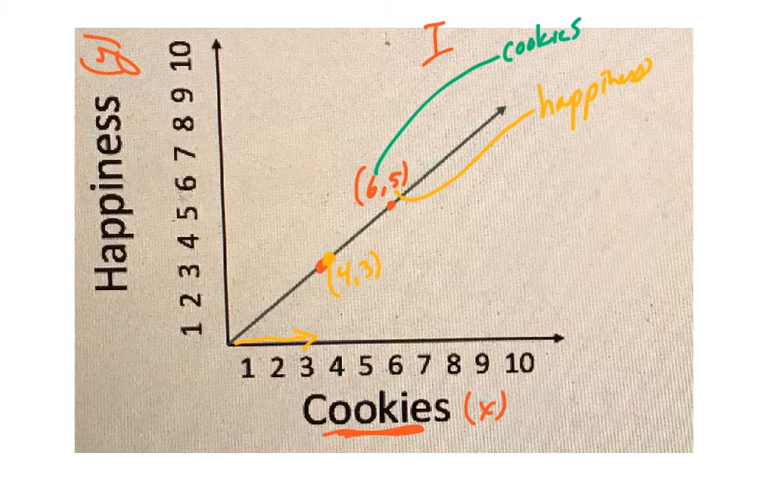 I
cookies
happiness
(6,5)
(4,3)
Happiness (y)
10
9
8
7
6
5
4
3
2
1
1 2 3 4 5 6 7 8 9 10
Cookies (x)